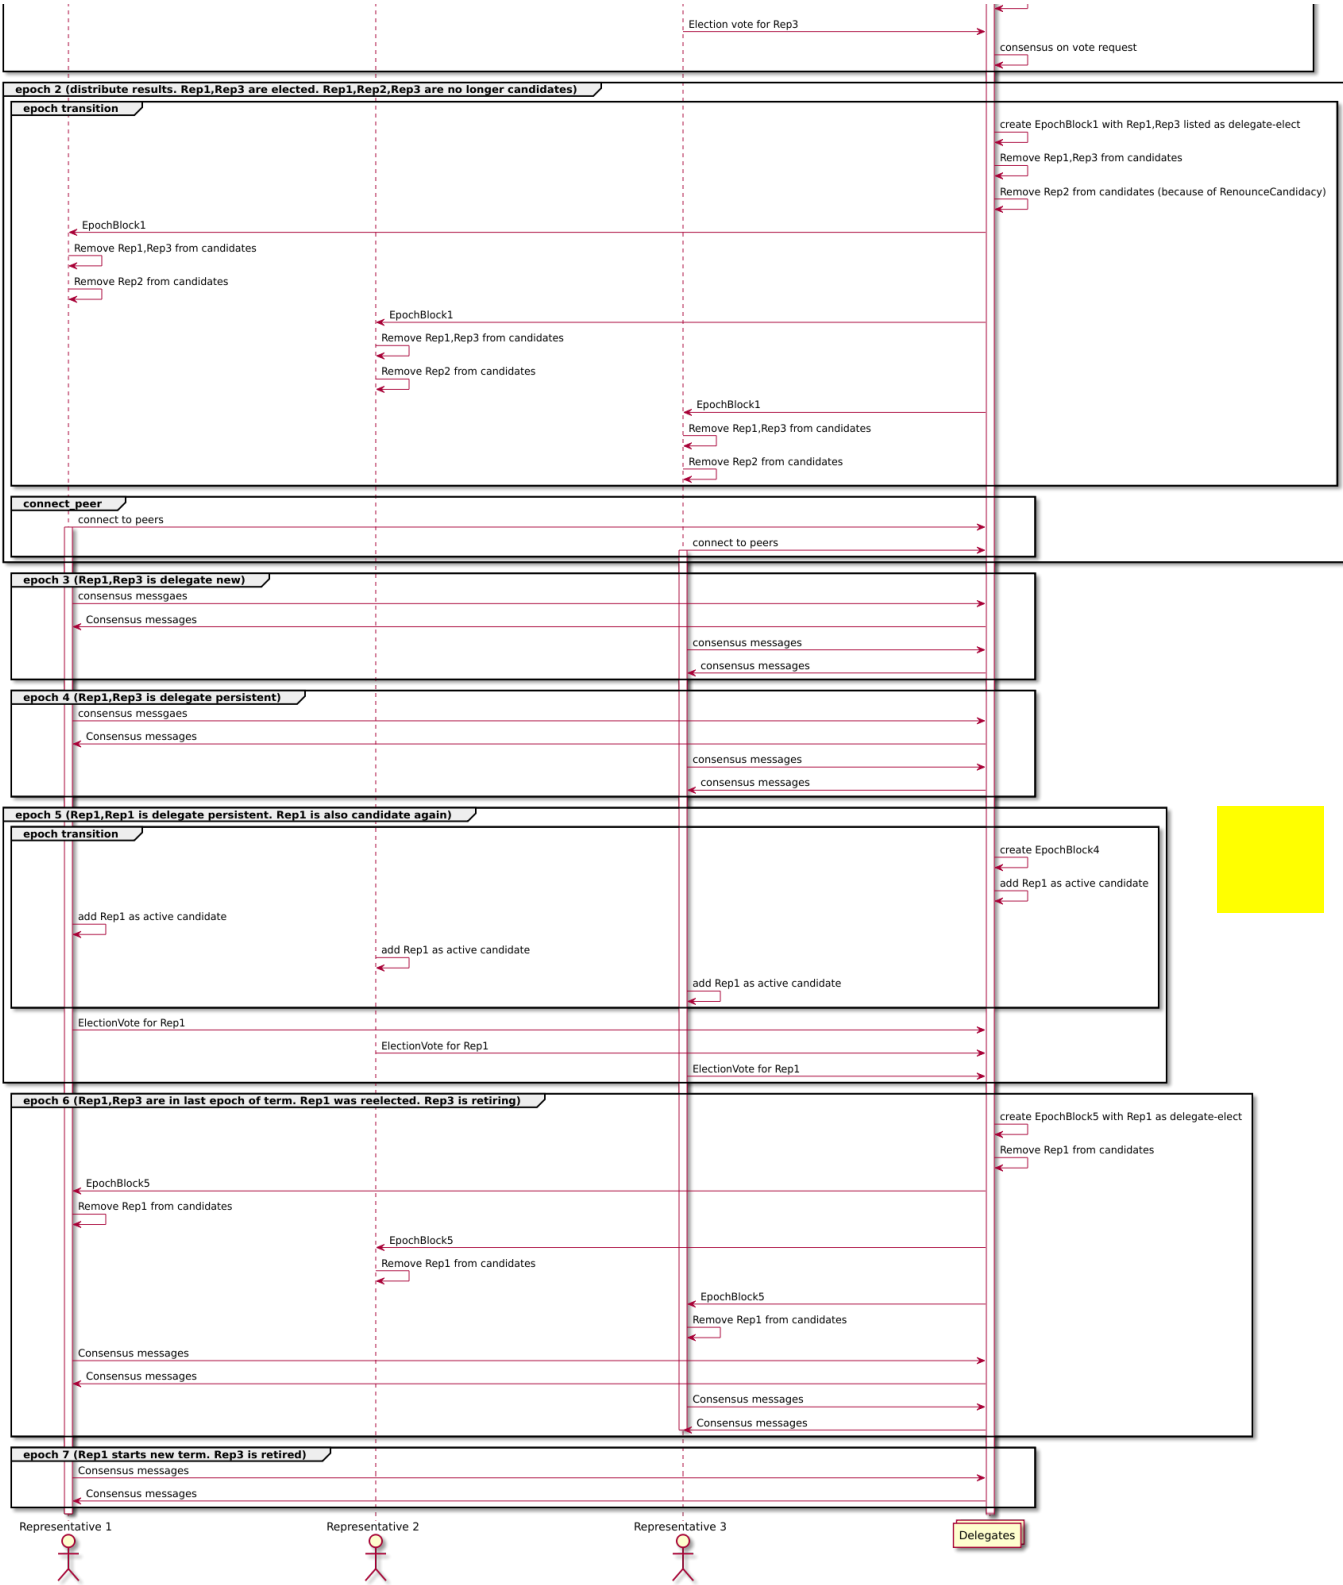 Election vote for Rep3
consensus on vote request
epoch 2 (distribute results. Rep1,Rep3 are elected. Rep1,Rep2,Rep3 are no longer candidates)
epoch transition
create EpochBlock1 with Rep1,Rep3 listed as delegate-elect
Remove Rep1,Rep3 from candidates
Remove Rep2 from candidates (because of RenounceCandidacy)
EpochBlock1
Remove Rep1,Rep3 from candidates
Remove Rep2 from candidates
EpochBlock1
Remove Rep1,Rep3 from candidates
Remove Rep2 from candidates
EpochBlock1
Remove Rep1,Rep3 from candidates
Remove Rep2 from candidates
connect_peer
connect to peers
connect to peers
epoch 3 (Rep1,Rep3 is delegate new)
consensus messgaes
Consensus messages
consensus messages
consensus messages
epoch 4 (Rep1,Rep3 is delegate persistent)
consensus messgaes
Consensus messages
consensus messages
consensus messages
epoch 5 (Rep1,Rep1 is delegate persistent. Rep1 is also candidate again)
epoch transition
create EpochBlock4
add Rep1 as active candidate
add Rep1 as active candidate
add Rep1 as active candidate
add Rep1 as active candidate
ElectionVote for Rep1
ElectionVote for Rep1
ElectionVote for Rep1
epoch 6 (Rep1,Rep3 are in last epoch of term. Rep1 was reelected. Rep3 is retiring)
create EpochBlock5 with Rep1 as delegate-elect
Remove Rep1 from candidates
EpochBlock5
Remove Rep1 from candidates
EpochBlock5
Remove Rep1 from candidates
EpochBlock5
Remove Rep1 from candidates
Consensus messages
Consensus messages
Consensus messages
Consensus messages
epoch 7 (Rep1 starts new term. Rep3 is retired)
Consensus messages
Consensus messages
Representative 1
Representative 2
Representative 3
Delegates